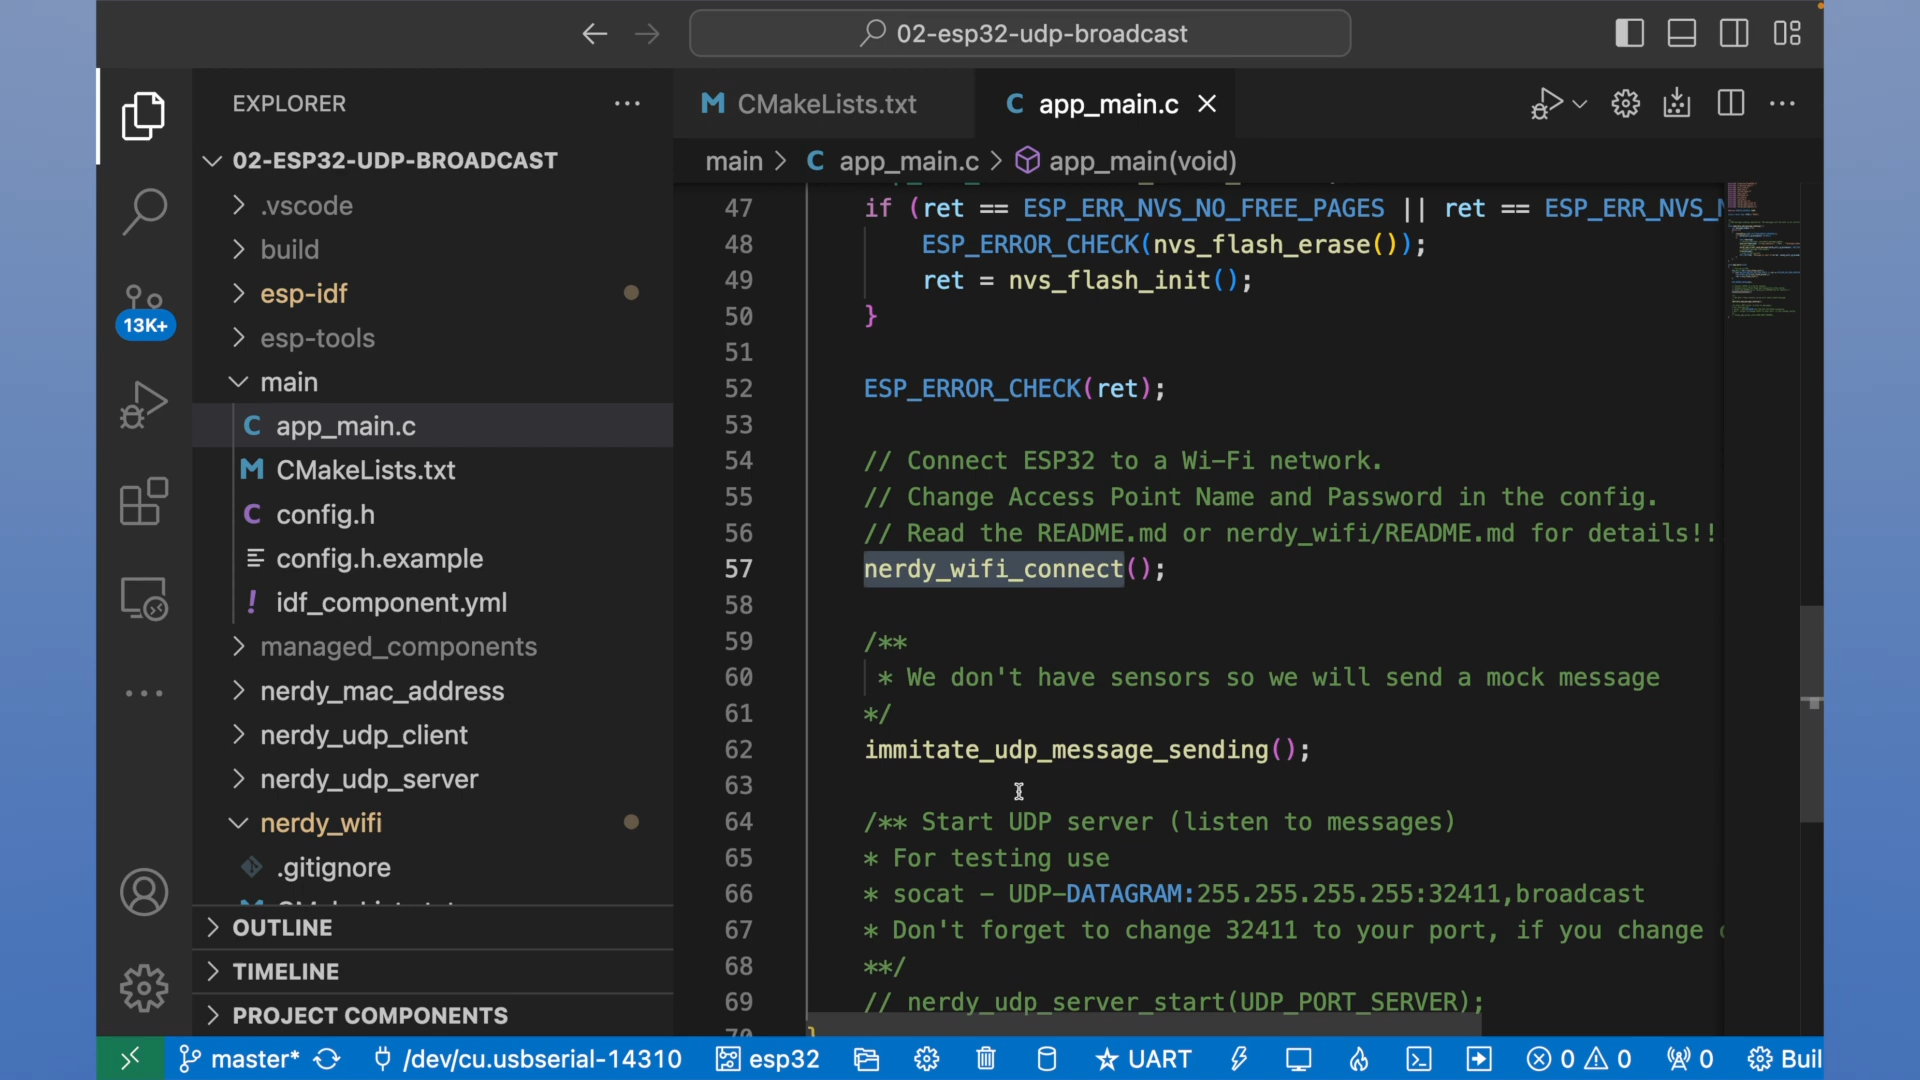 02-esp32-udp-broadcast
EXPLORER
CMakeLists.txt
app_main.c
02-ESP32-UDP-BROADCAST
main > C app_main.c > app_main(void)
.vscode
build
esp-idf
esp-tools
main
app_main.c
CMakeLists.txt
config.h
config.h.example
idf_component.yml
managed_components
nerdy_mac_address
nerdy_udp_client
nerdy_udp_server
nerdy_wifi
.gitignore
OUTLINE
TIMELINE
PROJECT COMPONENTS
13K+
47 if (ret == ESP_ERR_NVS_NO_FREE_PAGES || ret == ESP_ERR_NVS_N
48 ESP_ERROR_CHECK(nvs_flash_erase());
49 ret = nvs_flash_init();
50 }
51
52 ESP_ERROR_CHECK(ret);
53
54 // Connect ESP32 to a Wi-Fi network.
55 // Change Access Point Name and Password in the config.
56 // Read the README.md or nerdy_wifi/README.md for details!!
57 nerdy_wifi_connect();
58
59 /**
60 * We don't have sensors so we will send a mock message
61 */
62 immitate_udp_message_sending();
63
64 /** Start UDP server (listen to messages)
65 * For testing use
66 * socat - UDP-DATAGRAM:255.255.255.255:32411,broadcast
67 * Don't forget to change 32411 to your port, if you change
68 **/
69 // nerdy_udp_server_start(UDP_PORT_SERVER);
70 }
master* /dev/cu.usbserial-14310 esp32 UART 0 0 0 Buil